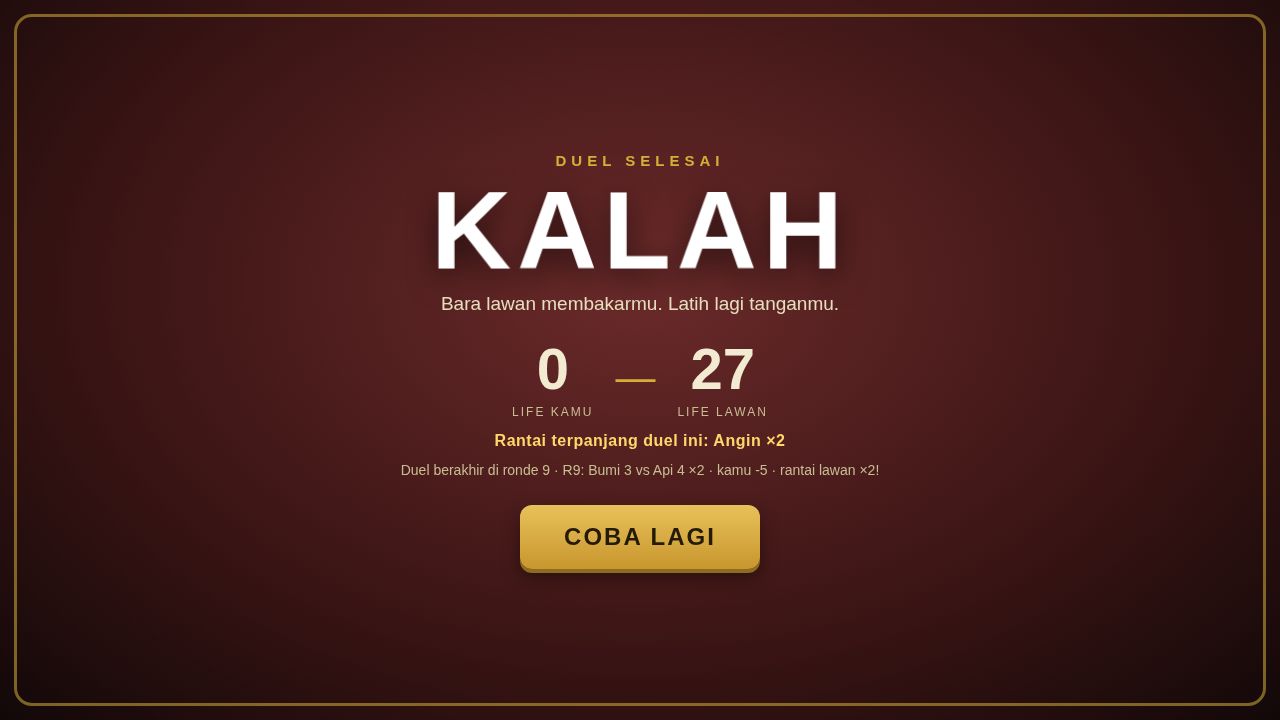 DUEL SELESAI
KALAH
Bara lawan membakarmu. Latih lagi tanganmu.
0 — 27
LIFE KAMU LIFE LAWAN
Rantai terpanjang duel ini: Angin ×2
Duel berakhir di ronde 9 · R9: Bumi 3 vs Api 4 ×2 · kamu -5 · rantai lawan ×2!
COBA LAGI